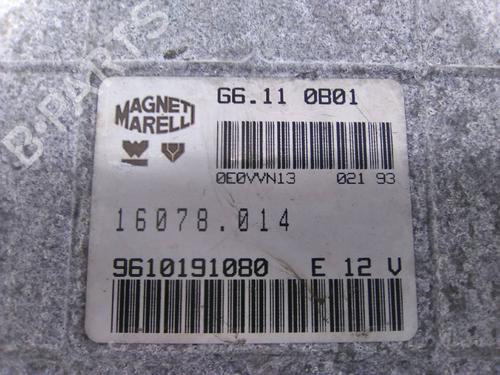 B-PARTS
MAGNETI
MARELLI
G6.11 0B01
0E0VVN13 021 93
16078.014
9610191080 E 12 V